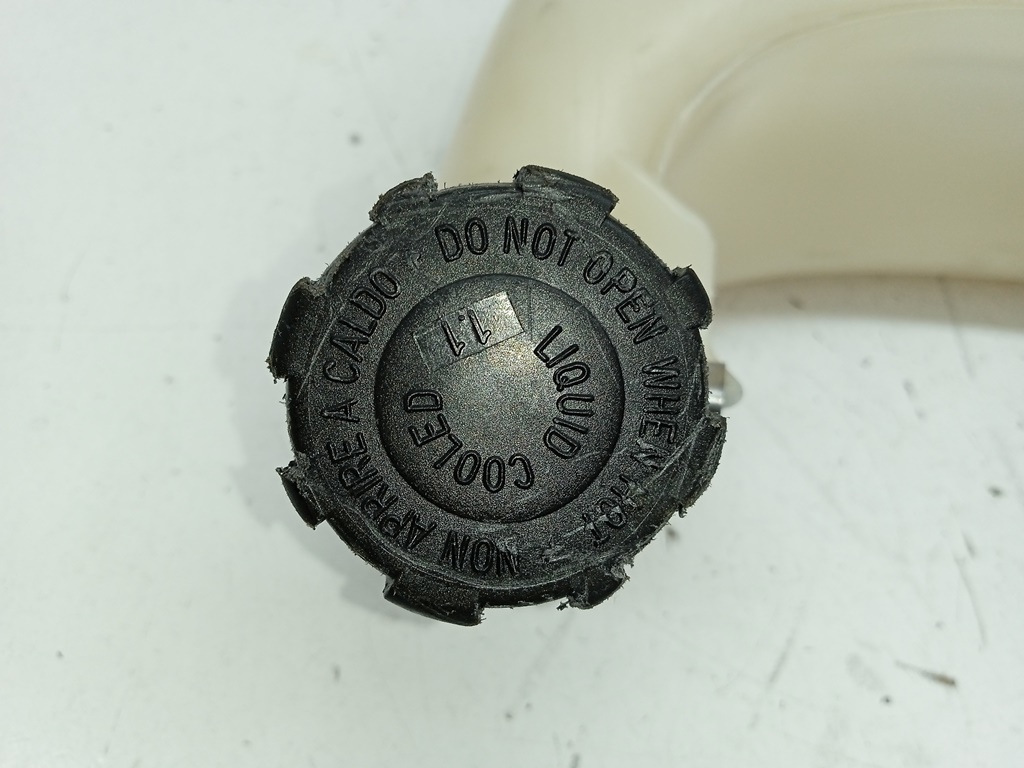 DO NOT OPEN WHEN HOT
NON APRIRE A CALDO
LIQUID COOLED
1.1